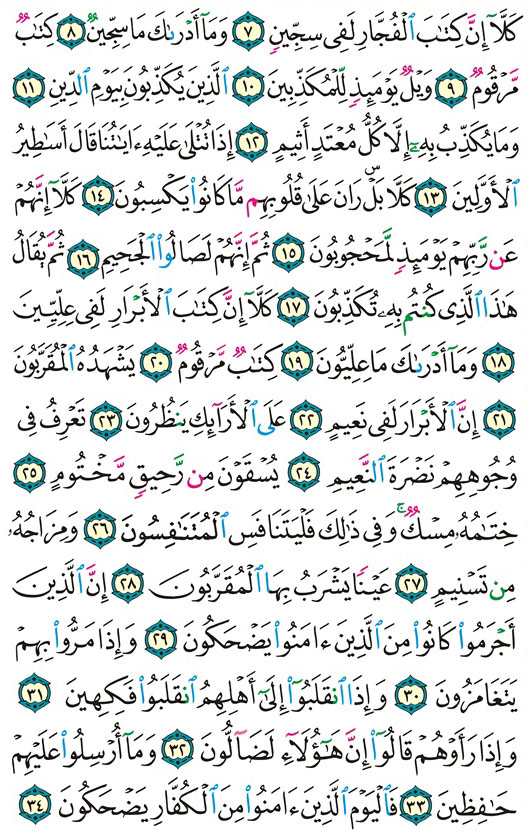 كَلَّآ إِنَّ كِتَٰبَ ٱلْفُجَّارِ لَفِى سِجِّينٍ ٧ وَمَآ أَدْرَىٰكَ مَا سِجِّينٌ ٨ كِتَٰبٌ
مَّرْقُومٌ ٩ وَيْلٌ يَوْمَئِذٍ لِّلْمُكَذِّبِينَ ١٠ ٱلَّذِينَ يُكَذِّبُونَ بِيَوْمِ ٱلدِّينِ ١١
وَمَا يُكَذِّبُ بِهِۦٓ إِلَّا كُلُّ مُعْتَدٍ أَثِيمٍ ١٢ إِذَا تُتْلَىٰ عَلَيْهِ ءَايَٰتُنَا قَالَ أَسَٰطِيرُ
ٱلْأَوَّلِينَ ١٣ كَلَّا بَلْ ۜ رَانَ عَلَىٰ قُلُوبِهِم مَّا كَانُوا۟ يَكْسِبُونَ ١٤ كَلَّآ إِنَّهُمْ
عَن رَّبِّهِمْ يَوْمَئِذٍ لَّمَحْجُوبُونَ ١٥ ثُمَّ إِنَّهُمْ لَصَالُوا۟ ٱلْجَحِيمِ ١٦ ثُمَّ يُقَالُ
هَٰذَا ٱلَّذِى كُنتُم بِهِۦ تُكَذِّبُونَ ١٧ كَلَّآ إِنَّ كِتَٰبَ ٱلْأَبْرَارِ لَفِى عِلِّيِّينَ
١٨ وَمَآ أَدْرَىٰكَ مَا عِلِّيُّونَ ١٩ كِتَٰبٌ مَّرْقُومٌ ٢٠ يَشْهَدُهُ ٱلْمُقَرَّبُونَ
٢١ إِنَّ ٱلْأَبْرَارَ لَفِى نَعِيمٍ ٢٢ عَلَى ٱلْأَرَآئِكِ يَنظُرُونَ ٢٣ تَعْرِفُ فِى
وُجُوهِهِمْ نَضْرَةَ ٱلنَّعِيمِ ٢٤ يُسْقَوْنَ مِن رَّحِيقٍ مَّخْتُومٍ ٢٥
خِتَٰمُهُۥ مِسْكٌ ۚ وَفِى ذَٰلِكَ فَلْيَتَنَافَسِ ٱلْمُتَنَٰفِسُونَ ٢٦ وَمِزَاجُهُۥ
مِن تَسْنِيمٍ ٢٧ عَيْنًا يَشْرَبُ بِهَا ٱلْمُقَرَّبُونَ ٢٨ إِنَّ ٱلَّذِينَ
أَجْرَمُوا۟ كَانُوا۟ مِنَ ٱلَّذِينَ ءَامَنُوا۟ يَضْحَكُونَ ٢٩ وَإِذَا مَرُّوا۟ بِهِمْ
يَتَغَامَزُونَ ٣٠ وَإِذَا ٱنقَلَبُوٓا۟ إِلَىٰٓ أَهْلِهِمُ ٱنقَلَبُوا۟ فَكِهِينَ ٣١
وَإِذَا رَأَوْهُمْ قَالُوٓا۟ إِنَّ هَٰٓؤُلَآءِ لَضَآلُّونَ ٣٢ وَمَآ أُرْسِلُوا۟ عَلَيْهِمْ
حَٰفِظِينَ ٣٣ فَٱلْيَوْمَ ٱلَّذِينَ ءَامَنُوا۟ مِنَ ٱلْكُفَّارِ يَضْحَكُونَ ٣٤